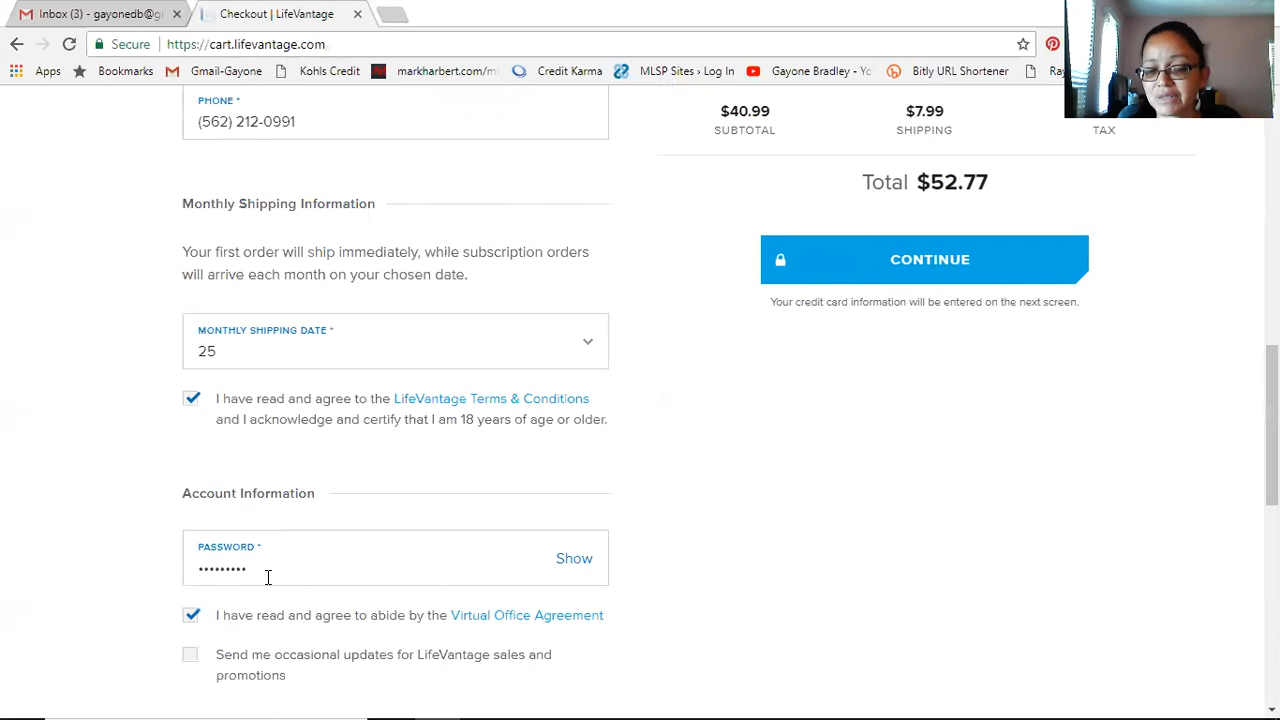 Inbox (3) - gayonedb@g
Checkout | LifeVantage
Secure https://cart.lifevantage.com
Apps Bookmarks Gmail-Gayone Kohls Credit markharbert.com/m Credit Karma MLSP Sites › Log In Gayone Bradley - Yo Bitly URL Shortener Ray
PHONE *
(562) 212-0991
Monthly Shipping Information
Your first order will ship immediately, while subscription orders
will arrive each month on your chosen date.
MONTHLY SHIPPING DATE *
25
I have read and agree to the LifeVantage Terms & Conditions
and I acknowledge and certify that I am 18 years of age or older.
Account Information
PASSWORD *
•••••••••
Show
I have read and agree to abide by the Virtual Office Agreement
Send me occasional updates for LifeVantage sales and
promotions
$40.99 $7.99
SUBTOTAL SHIPPING TAX
Total $52.77
CONTINUE
Your credit card information will be entered on the next screen.